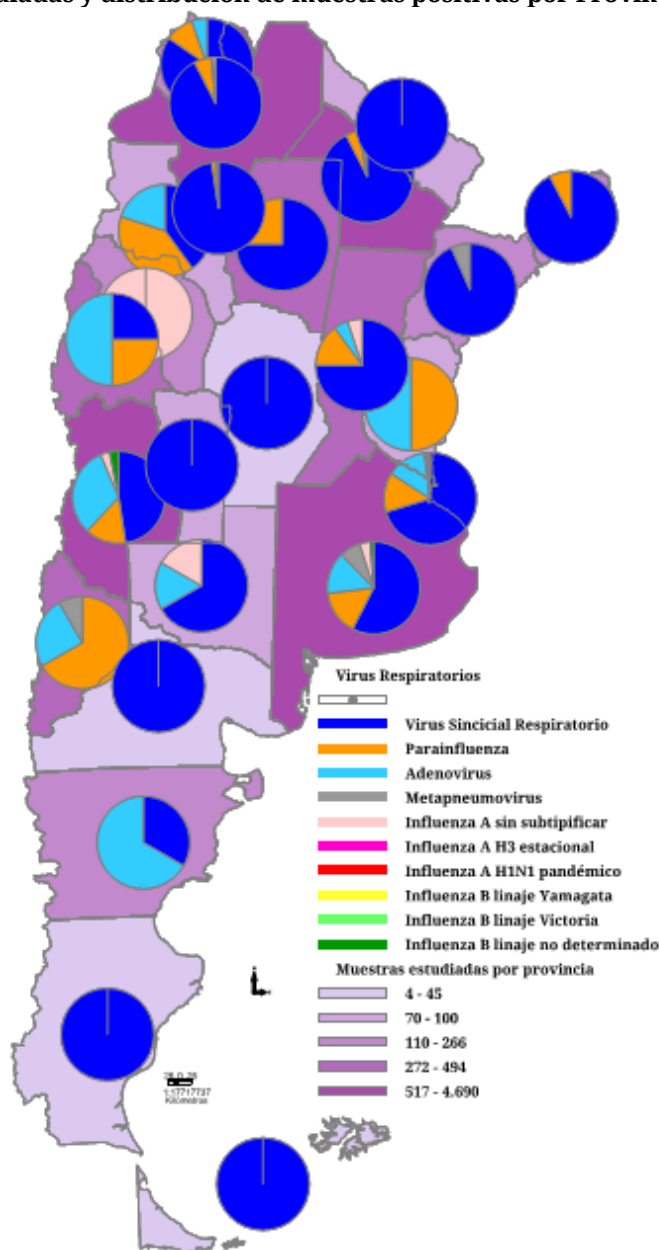 y distribución de muestras positivas por
Virus Respiratorios
Virus Sincicial Respiratorio
Parainfluenza
Adenovirus
Metapneumovirus
Influenza A sin subtipificar
Influenza A H3 estacional
Influenza A H1N1 pandémico
Influenza B linaje Yamagata
Influenza B linaje Victoria
Influenza B linaje no determinado
Muestras estudiadas por provincia
4 - 45
70 - 100
110 - 266
272 - 494
517 - 4.690
Kilómetros